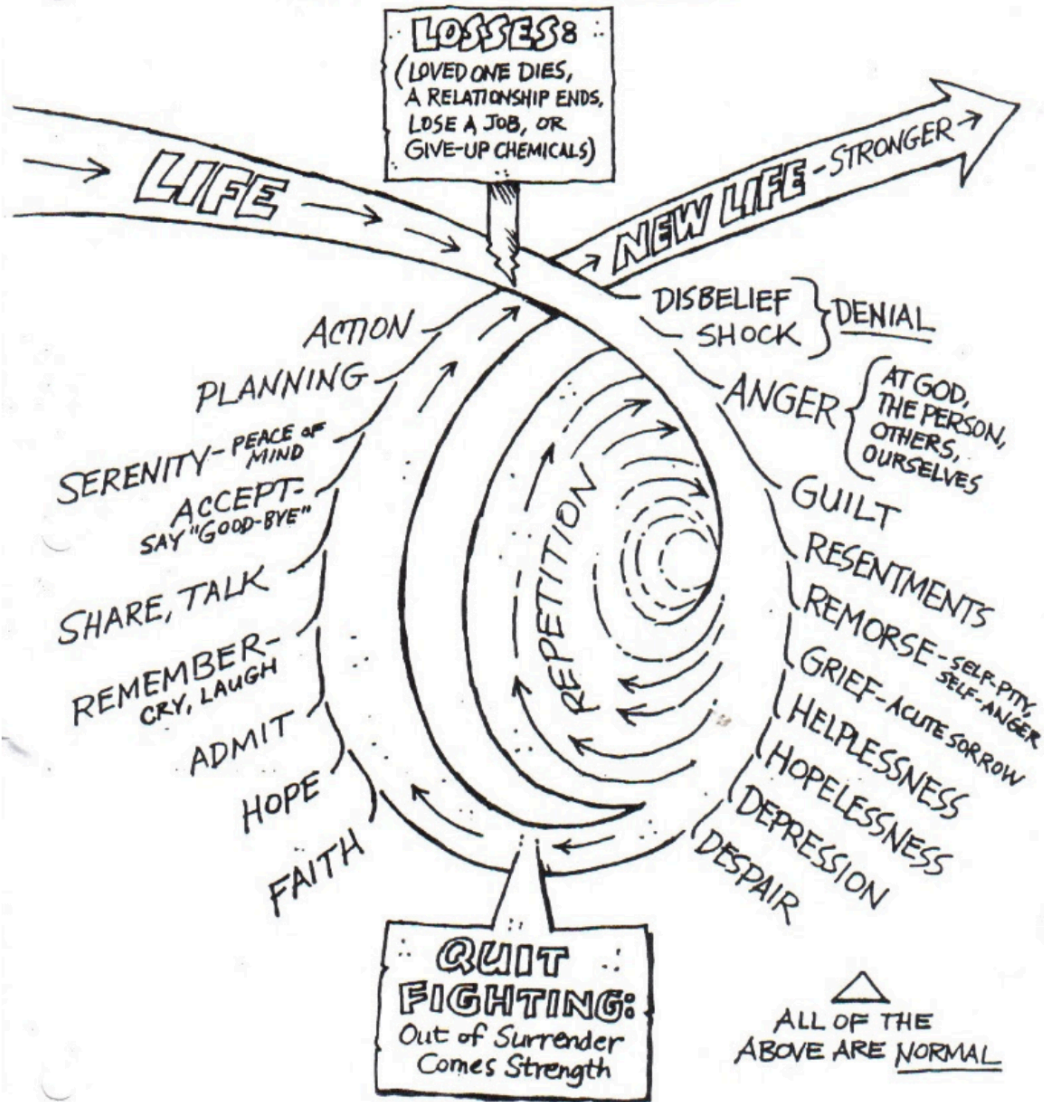 LOSSES:
(LOVED ONE DIES,
A RELATIONSHIP ENDS,
LOSE A JOB, OR
GIVE-UP CHEMICALS)
LIFE
NEW LIFE - STRONGER
DISBELIEF
SHOCK
DENIAL
ANGER
AT GOD,
THE PERSON,
OTHERS,
OURSELVES
GUILT
RESENTMENTS
REMORSE - SELF-PITY,
SELF-ANGER
GRIEF - ACUTE SORROW
HELPLESSNESS
HOPELESSNESS
DEPRESSION
DESPAIR
REPETITION
ACTION
PLANNING
SERENITY - PEACE OF
MIND
ACCEPT-
SAY "GOOD-BYE"
SHARE, TALK
REMEMBER-
CRY, LAUGH
ADMIT
HOPE
FAITH
QUIT
FIGHTING:
Out of Surrender
Comes Strength
ALL OF THE
ABOVE ARE NORMAL